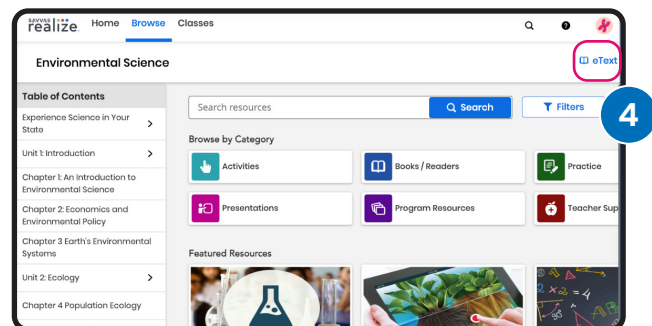 SAVVAS
realize
Home
Browse
Classes
Environmental Science
eText
Table of Contents
Experience Science in Your
State
Unit 1: Introduction
Chapter 1: An Introduction to
Environmental Science
Chapter 2: Economics and
Environmental Policy
Chapter 3 Earth's Environmental
Systems
Unit 2: Ecology
Chapter 4 Population Ecology
Search resources
Search
Filters
4
Browse by Category
Activities
Books / Readers
Practice
Presentations
Program Resources
Teacher Sup
Featured Resources